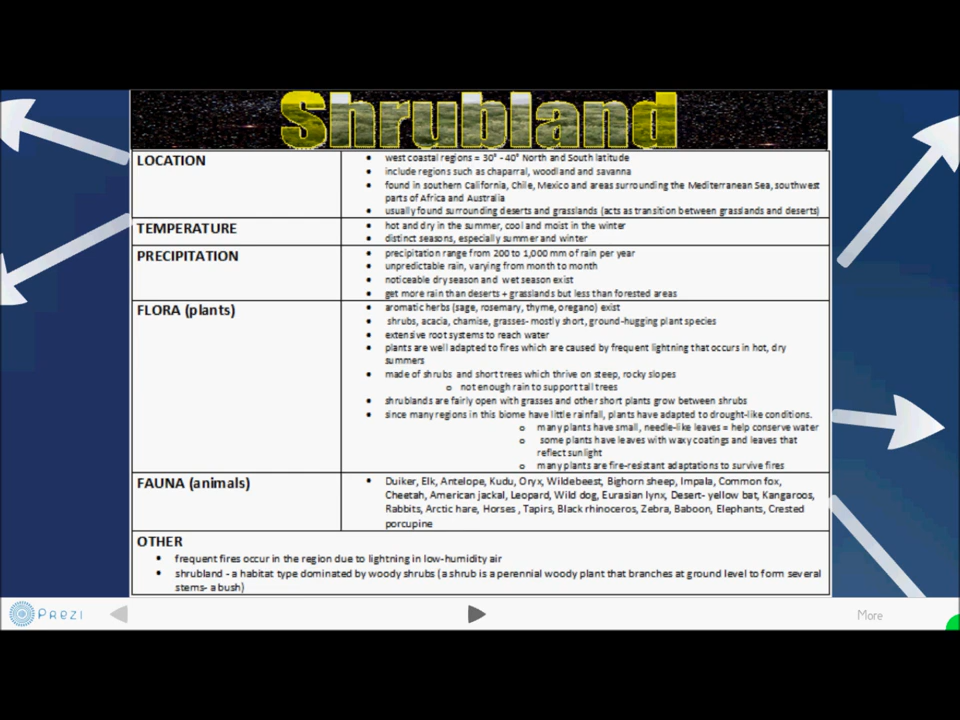 Shrubland
LOCATION
• west coastal regions = 30° - 40° North and South latitude
• include regions such as chaparral, woodland and savanna
• found in southern California, Chile, Mexico and areas surrounding the Mediterranean Sea, southwest
parts of Africa and Australia
• usually found surrounding deserts and grasslands (acts as transition between grasslands and deserts)
TEMPERATURE
• hot and dry in the summer, cool and moist in the winter
• distinct seasons, especially summer and winter
PRECIPITATION
• precipitation range from 200 to 1,000 mm of rain per year
• unpredictable rain, varying from month to month
• noticeable dry season and wet season exist
• get more rain than deserts + grasslands but less than forested areas
FLORA (plants)
• aromatic herbs (sage, rosemary, thyme, oregano) exist
• shrubs, acacia, chamise, grasses- mostly short, ground-hugging plant species
• extensive root systems to reach water
• plants are well adapted to fires which are caused by frequent lightning that occurs in hot, dry
summers
• made of shrubs and short trees which thrive on steep, rocky slopes
o not enough rain to support tall trees
• shrublands are fairly open with grasses and other short plants grow between shrubs
• since many regions in this biome have little rainfall, plants have adapted to drought-like conditions.
o many plants have small, needle-like leaves = help conserve water
o some plants have leaves with waxy coatings and leaves that
reflect sunlight
o many plants are fire-resistant adaptations to survive fires
FAUNA (animals)
• Duiker, Elk, Antelope, Kudu, Oryx, Wildebeest, Bighorn sheep, Impala, Common fox,
Cheetah, American jackal, Leopard, Wild dog, Eurasian lynx, Desert- yellow bat, Kangaroos,
Rabbits, Arctic hare, Horses , Tapirs, Black rhinoceros, Zebra, Baboon, Elephants, Crested
porcupine
OTHER
• frequent fires occur in the region due to lightning in low-humidity air
• shrubland - a habitat type dominated by woody shrubs (a shrub is a perennial woody plant that branches at ground level to form several
stems- a bush)
Prezi
More